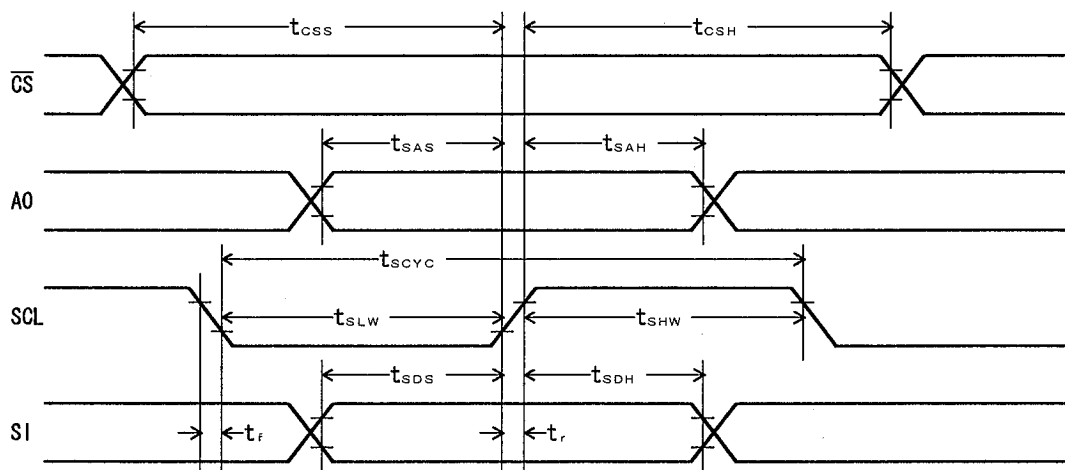 tCSS
tCSH
CS
tSAS
tSAH
A0
tSCYC
SCL
tSLW
tSHW
tSDS
tSDH
SI
tf
tr